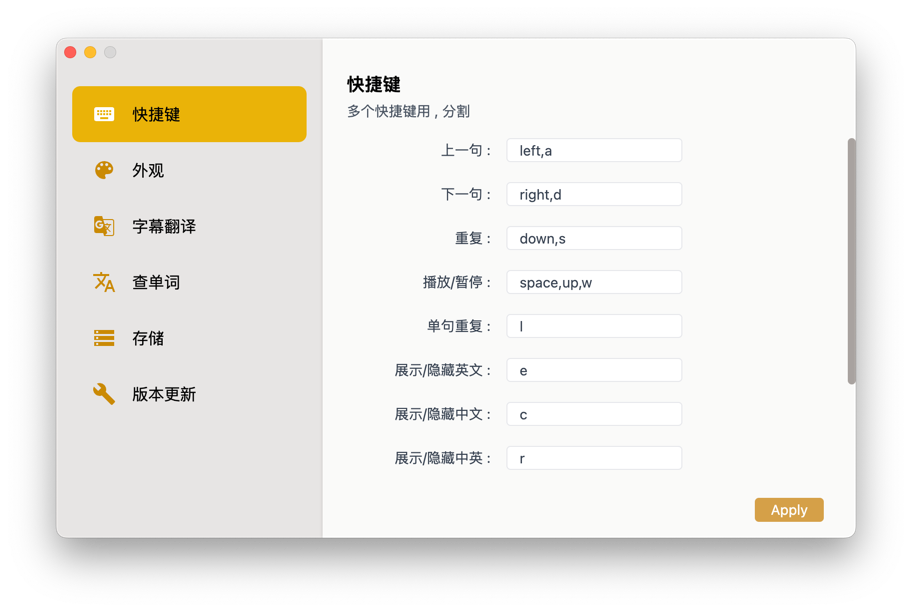 快捷键
外观
字幕翻译
查单词
存储
版本更新
快捷键
多个快捷键用 , 分割
上一句 : left,a
下一句 : right,d
重复 : down,s
播放/暂停 : space,up,w
单句重复 : l
展示/隐藏英文 : e
展示/隐藏中文 : c
展示/隐藏中英 : r
Apply